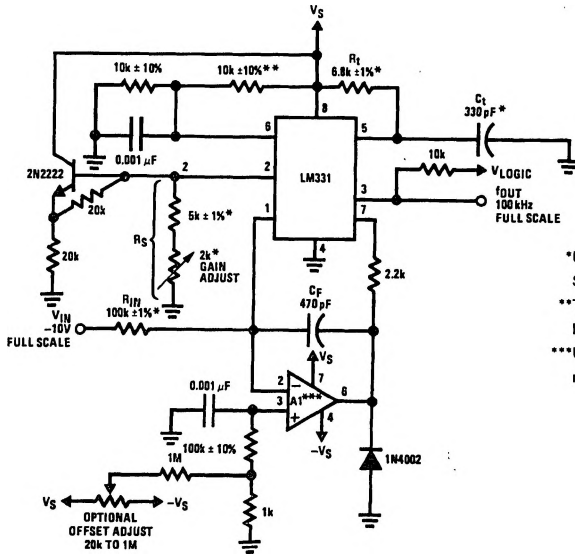 VS
10k ± 10%
10k ±10%**
Rt
6.8k ±1%*
Ct
330 pF*
0.001 µF
6
8
5
LM331
2N2222
2
2
10k
VLOGIC
3
fOUT
100 kHz
FULL SCALE
20k
1
7
4
RS
5k ± 1%*
2k*
GAIN
ADJUST
20k
2.2k
VIN
-10V
FULL SCALE
RIN
100k ±1%*
CF
470 pF
VS
0.001 µF
2
7
3
A1***
6
4
-VS
100k ± 10%
1M
1N4002
VS
-VS
1k
OPTIONAL
OFFSET ADJUST
20k TO 1M
*
S
**T
***